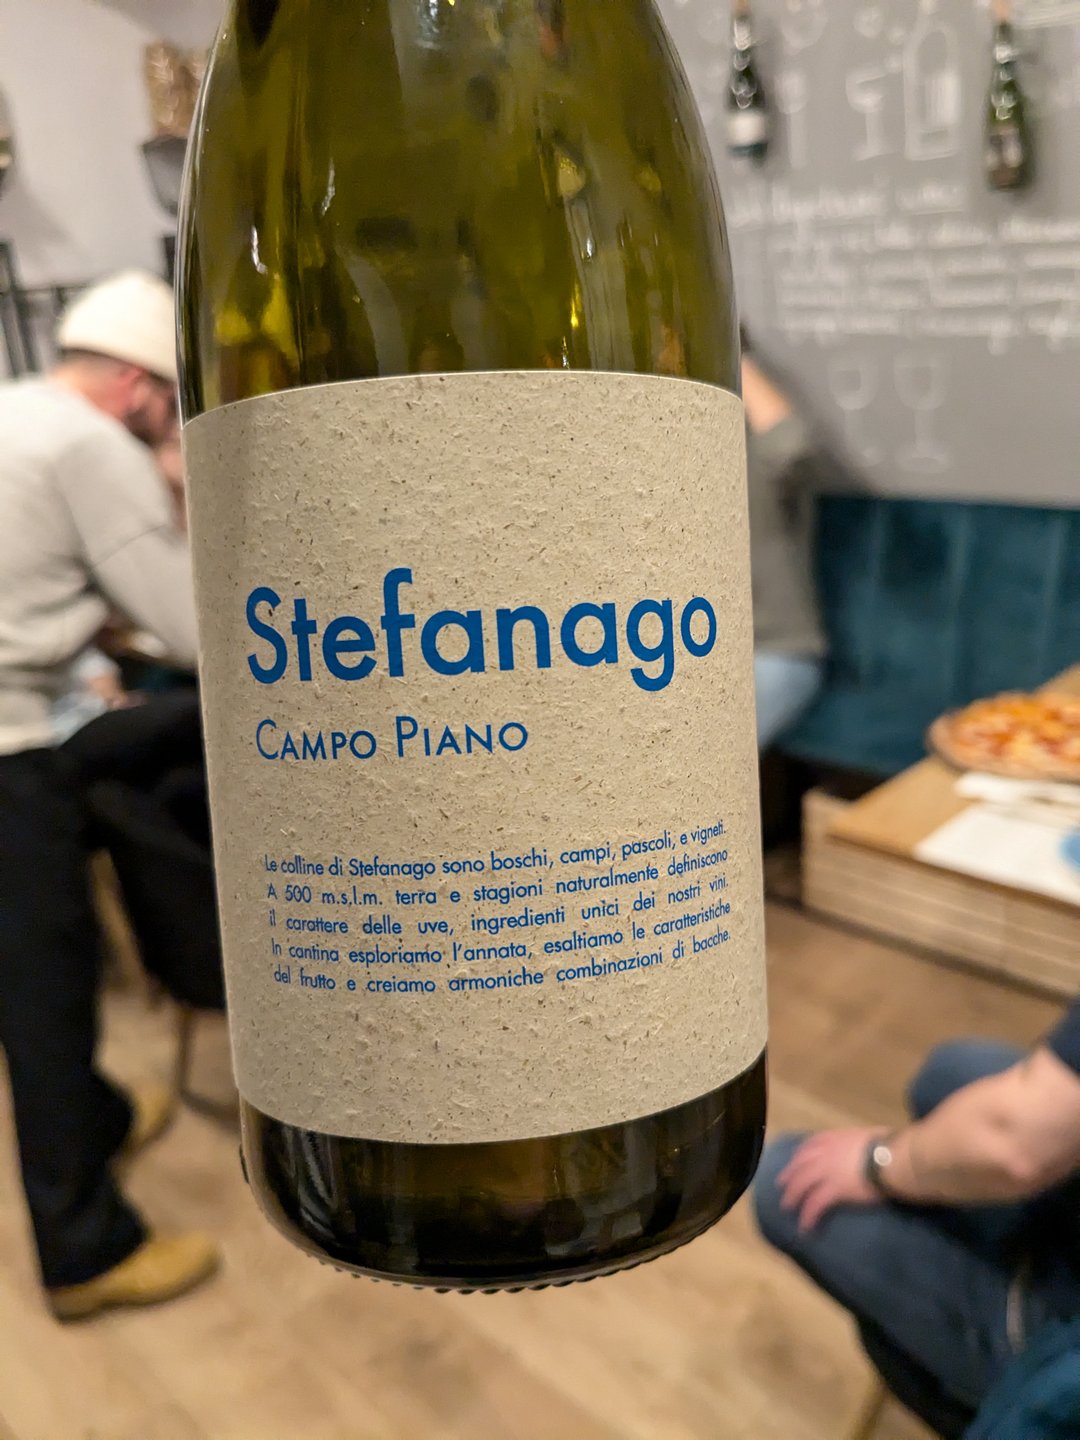 Stefanago
CAMPO PIANO
Le colline di Stefanago sono boschi, campi, pascoli, e vigneti.
A 500 m.s.l.m. terra e stagioni naturalmente definiscono
il carattere delle uve, ingredienti unici dei nostri vini.
In cantina esploriamo l'annata, esaltiamo le caratteristiche
del frutto e creiamo armoniche combinazioni di bacche.